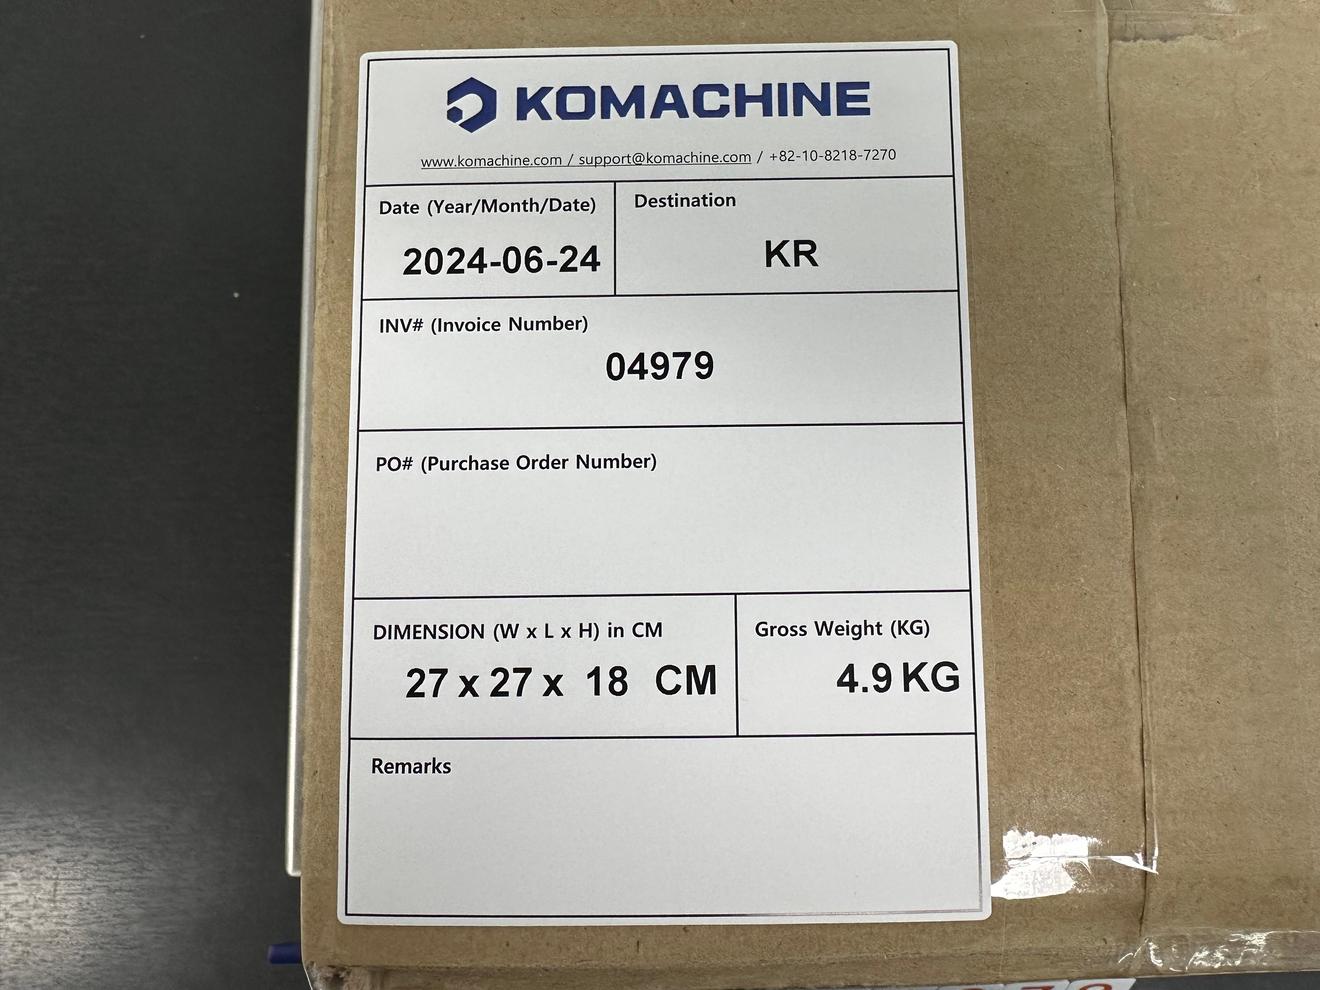 KOMACHINE
www.komachine.com / support@komachine.com / +82-10-8218-7270
Date (Year/Month/Date)
2024-06-24
Destination
KR
INV# (Invoice Number)
04979
PO# (Purchase Order Number)
DIMENSION (W x L x H) in CM
27 x 27 x 18 CM
Gross Weight (KG)
4.9 KG
Remarks